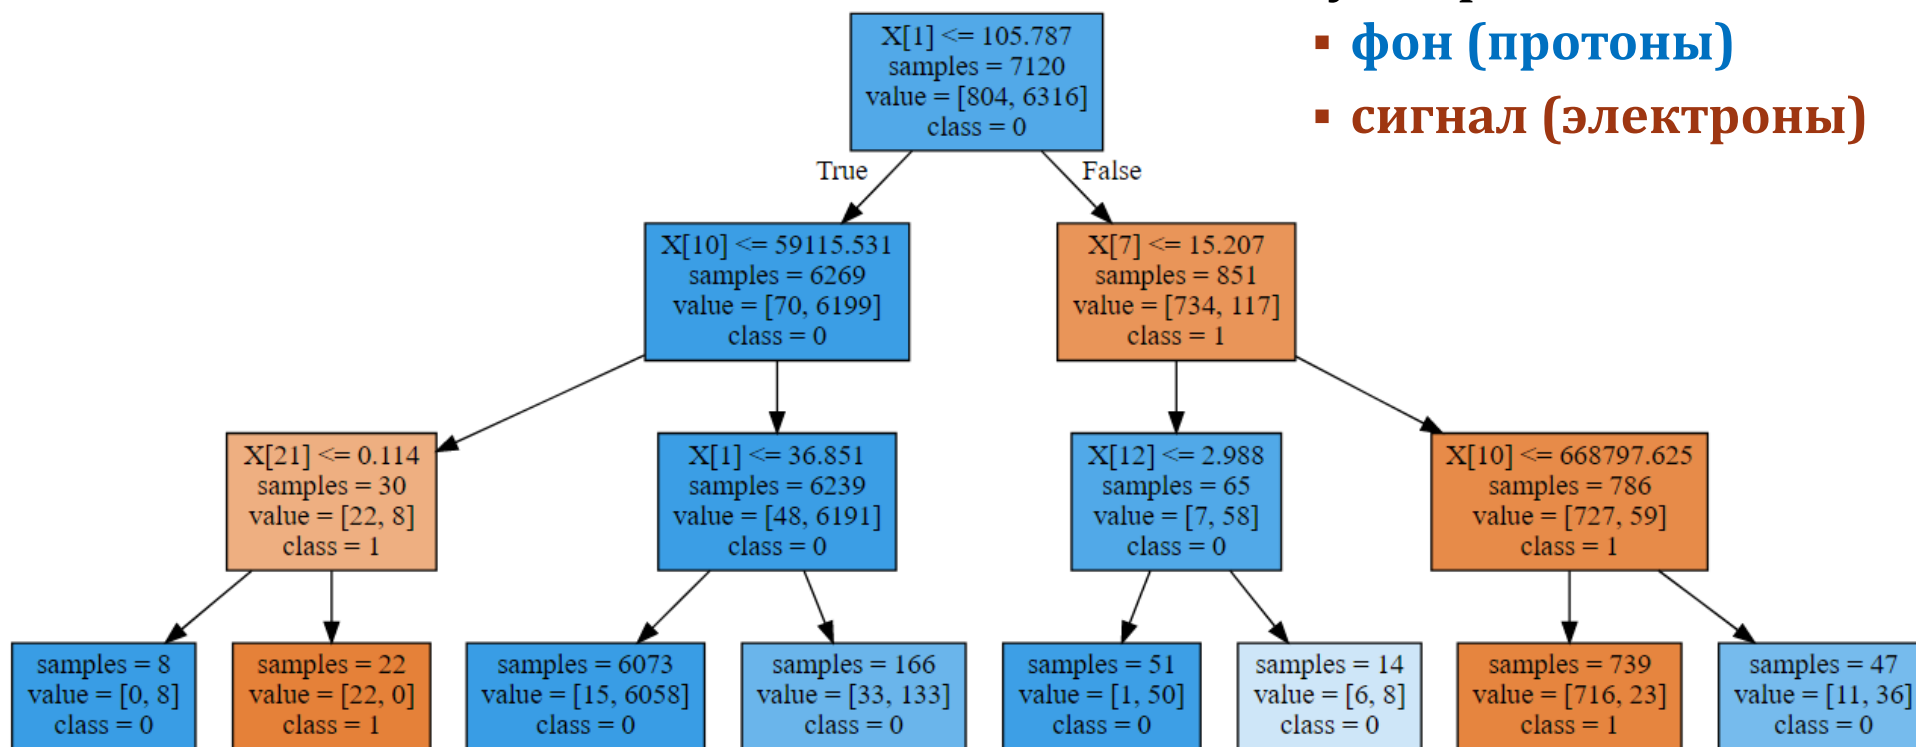 ▪ фон (протоны)
▪ сигнал (электроны)
X[1] <= 105.787
samples = 7120
value = [804, 6316]
class = 0
True
False
X[10] <= 59115.531
samples = 6269
value = [70, 6199]
class = 0
X[7] <= 15.207
samples = 851
value = [734, 117]
class = 1
X[21] <= 0.114
samples = 30
value = [22, 8]
class = 1
X[1] <= 36.851
samples = 6239
value = [48, 6191]
class = 0
X[12] <= 2.988
samples = 65
value = [7, 58]
class = 0
X[10] <= 668797.625
samples = 786
value = [727, 59]
class = 1
samples = 8
value = [0, 8]
class = 0
samples = 22
value = [22, 0]
class = 1
samples = 6073
value = [15, 6058]
class = 0
samples = 166
value = [33, 133]
class = 0
samples = 51
value = [1, 50]
class = 0
samples = 14
value = [6, 8]
class = 0
samples = 739
value = [716, 23]
class = 1
samples = 47
value = [11, 36]
class = 0